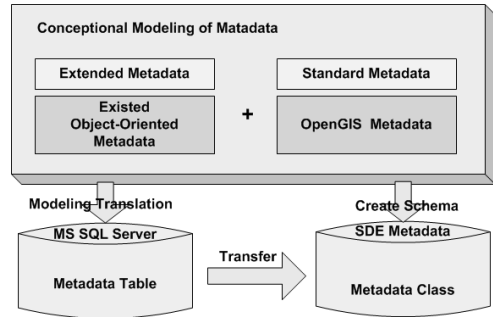 Conceptional Modeling of Matadata
Extended Metadata
Standard Metadata
Existed
Object-Oriented
Metadata
+
OpenGIS Metadata
Modeling Translation
Create Schema
MS SQL Server
SDE Metadata
Transfer
Metadata Table
Metadata Class